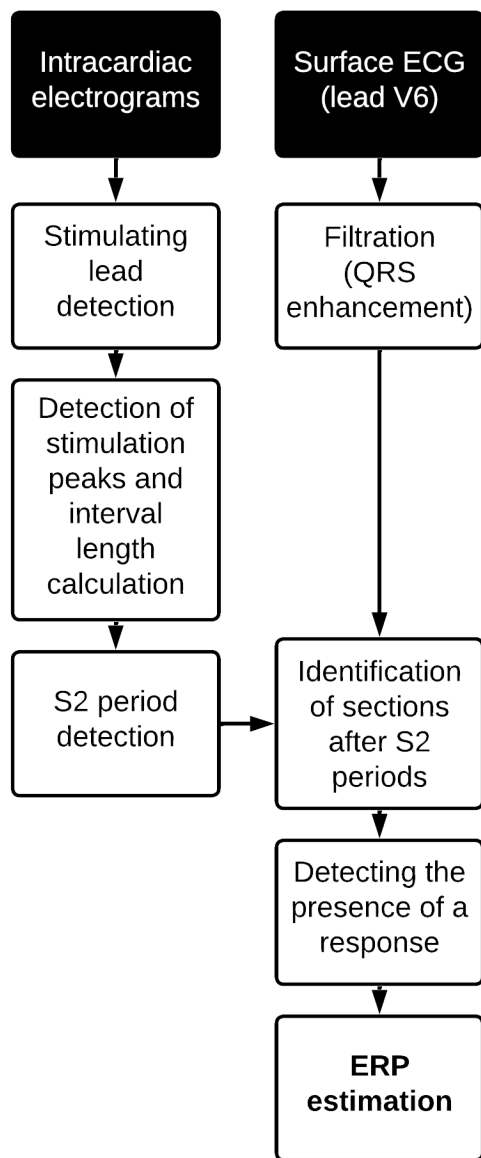 Intracardiac
electrograms
Surface ECG
(lead V6)
Stimulating
lead
detection
Filtration
(QRS
enhancement)
Detection of
stimulation
peaks and
interval
length
calculation
S2 period
detection
Identification
of sections
after S2
periods
Detecting the
presence of a
response
ERP
estimation